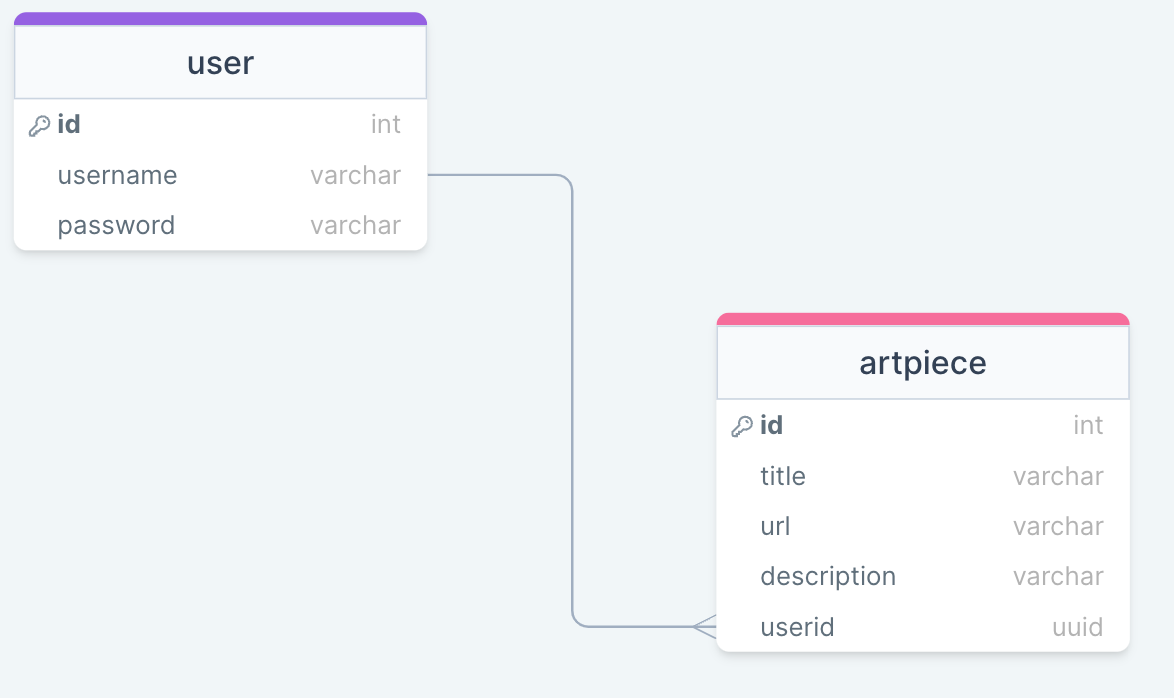 user
id int
username varchar
password varchar
artpiece
id int
title varchar
url varchar
description varchar
userid uuid